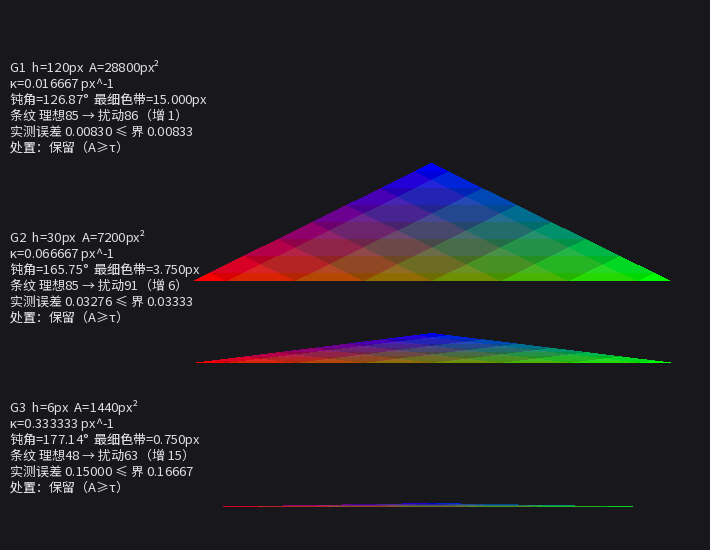 G1 h=120px A=28800px²
κ=0.016667 px^-1
钝角=126.87° 最细色带=15.000px
条纹 理想85 → 扰动86（增 1）
实测误差 0.00830 ≤ 界 0.00833
处置：保留（A≥τ）
G2 h=30px A=7200px²
κ=0.066667 px^-1
钝角=165.75° 最细色带=3.750px
条纹 理想85 → 扰动91（增 6）
实测误差 0.03276 ≤ 界 0.03333
处置：保留（A≥τ）
G3 h=6px A=1440px²
κ=0.333333 px^-1
钝角=177.14° 最细色带=0.750px
条纹 理想48 → 扰动63（增 15）
实测误差 0.15000 ≤ 界 0.16667
处置：保留（A≥τ）